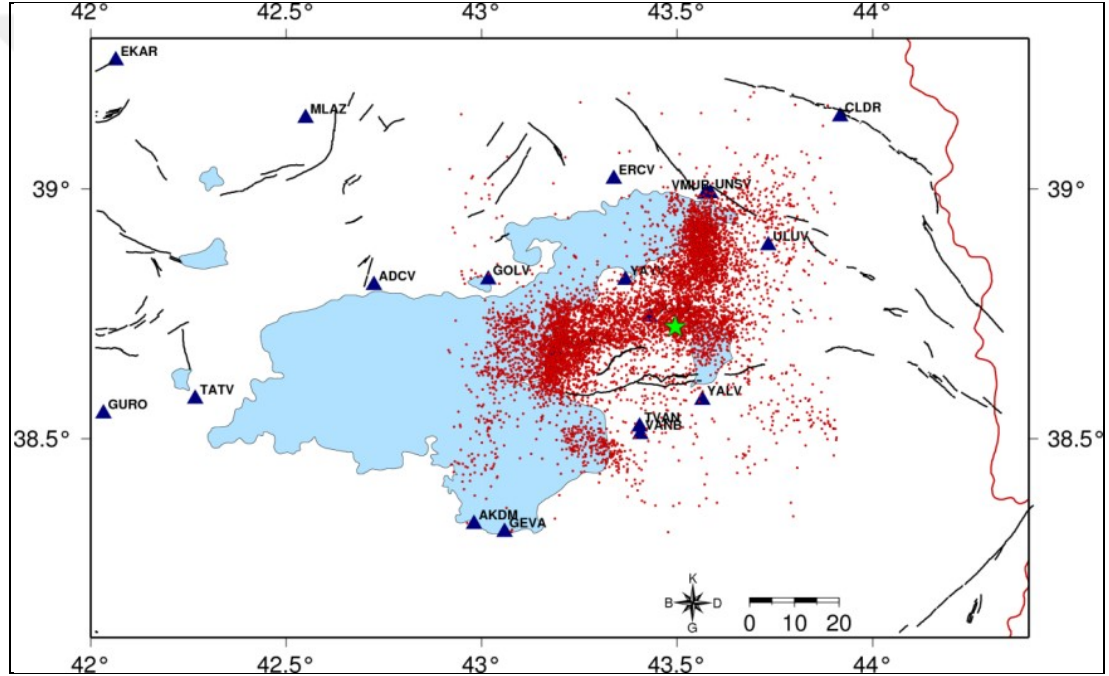 42° 42.5° 43° 43.5° 44°
EKAR
MLAZ
CLDR
ERCV
VMUR UNSV
39° 39°
ULUV
GOLV
ADCV
TATV
YALV
GURO
TVAN
VANB
38.5° 38.5°
AKDM
GEVA
K
B D
G
0 10 20
42° 42.5° 43° 43.5° 44°